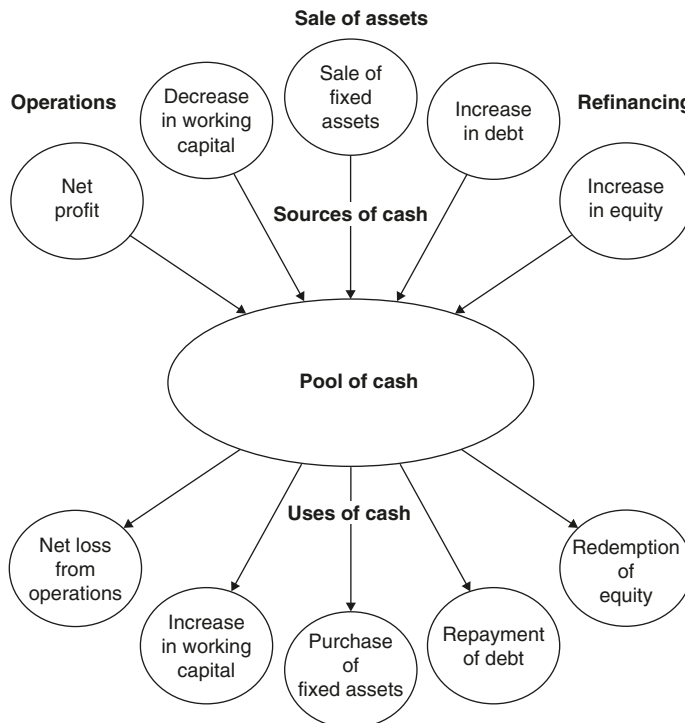 Sale of assets
Operations
Decrease
in working
capital
Sale of
fixed
assets
Increase
in debt
Refinancing
Net
profit
Sources of cash
Increase
in equity
Pool of cash
Uses of cash
Net loss
from
operations
Increase
in working
capital
Purchase
of
fixed assets
Repayment
of debt
Redemption
of
equity